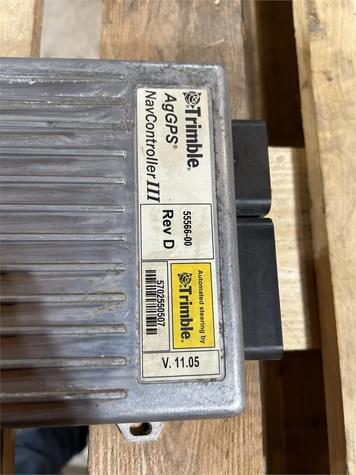 Trimble.
AgGPS®
NavController III
55566-00
Rev D
Automated steering by
Trimble.
5702550507
V. 11.05